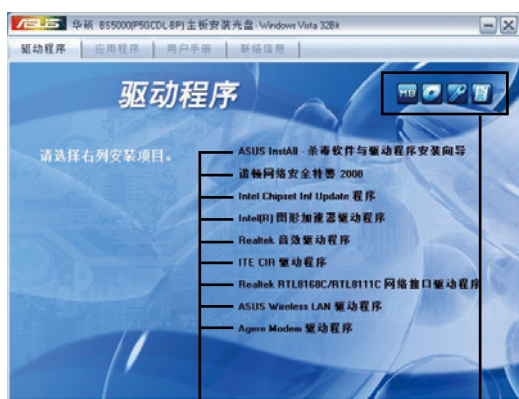 ASUS 华硕 BS5000(P5GCDL-BP)主板安装光盘-Windows Vista 32Bit
驱动程序 应用程序 用户手册 联络信息
驱动程序
MB
请选择右列安装项目。
ASUS InstAll - 杀毒软件与驱动程序安装向导
诺顿网络安全特警 2008
Intel Chipset Inf Update 程序
Intel(R) 图形加速器驱动程序
Realtek 音效驱动程序
ITE CIR 驱动程序
Realtek RTL8168C/RTL8111C 网络接口驱动程序
ASUS Wireless LAN 驱动程序
Agere Modem 驱动程序